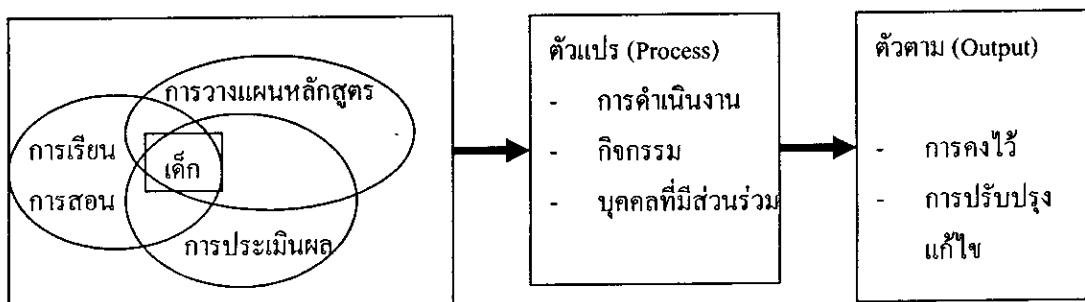 การวางแผนหลักสูตร
การเรียน
การสอน
เด็ก
การประเมินผล
ตัวแปร (Process)
- การดำเนินงาน
- กิจกรรม
- บุคคลที่มีส่วนร่วม
ตัวตาม (Output)
- การคงไว้
- การปรับปรุง
แก้ไข